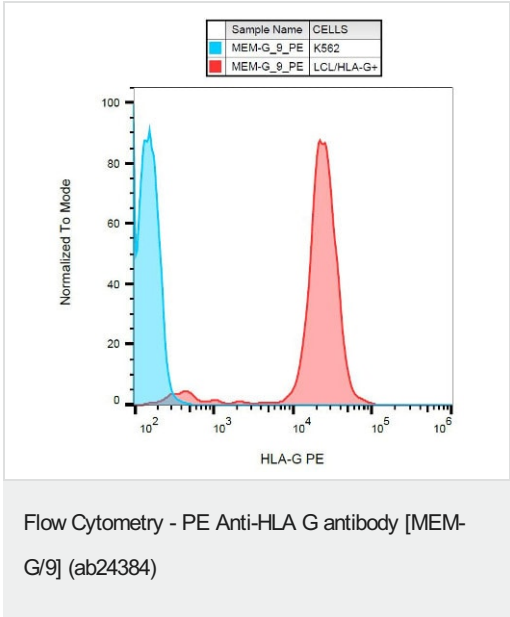 Sample Name CELLS
MEM-G_9_PE K562
MEM-G_9_PE LCL/HLA-G+
100
80
60
40
20
0
Normalized To Mode
10^2 10^3 10^4 10^5 10^6
HLA-G PE
Flow Cytometry - PE Anti-HLA G antibody [MEM-
G/9] (ab24384)